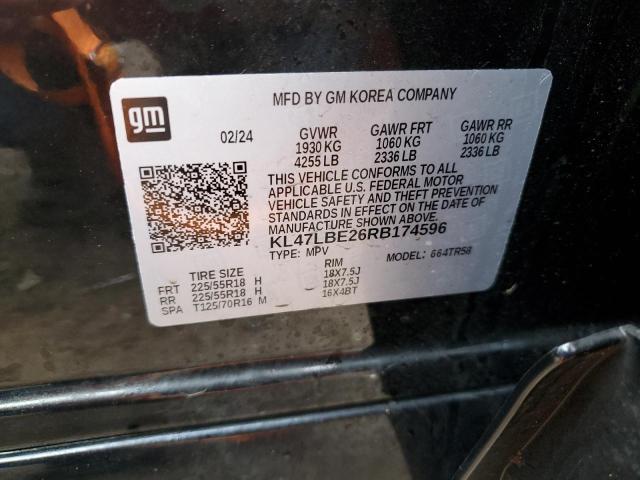 gm
MFD BY GM KOREA COMPANY
02/24 GVWR GAWR FRT GAWR RR
1930 KG 1060 KG 1060 KG
4255 LB 2336 LB 2336 LB
THIS VEHICLE CONFORMS TO ALL
APPLICABLE U.S. FEDERAL MOTOR
VEHICLE SAFETY AND THEFT PREVENTION
STANDARDS IN EFFECT ON THE DATE OF
MANUFACTURE SHOWN ABOVE.
KL47LBE26RB174596
TYPE: MPV MODEL: 664TR58
TIRE SIZE RIM
FRT 225/55R18 H 18X7.5J
RR 225/55R18 H 18X7.5J
SPA T125/70R16 M 16X4BT